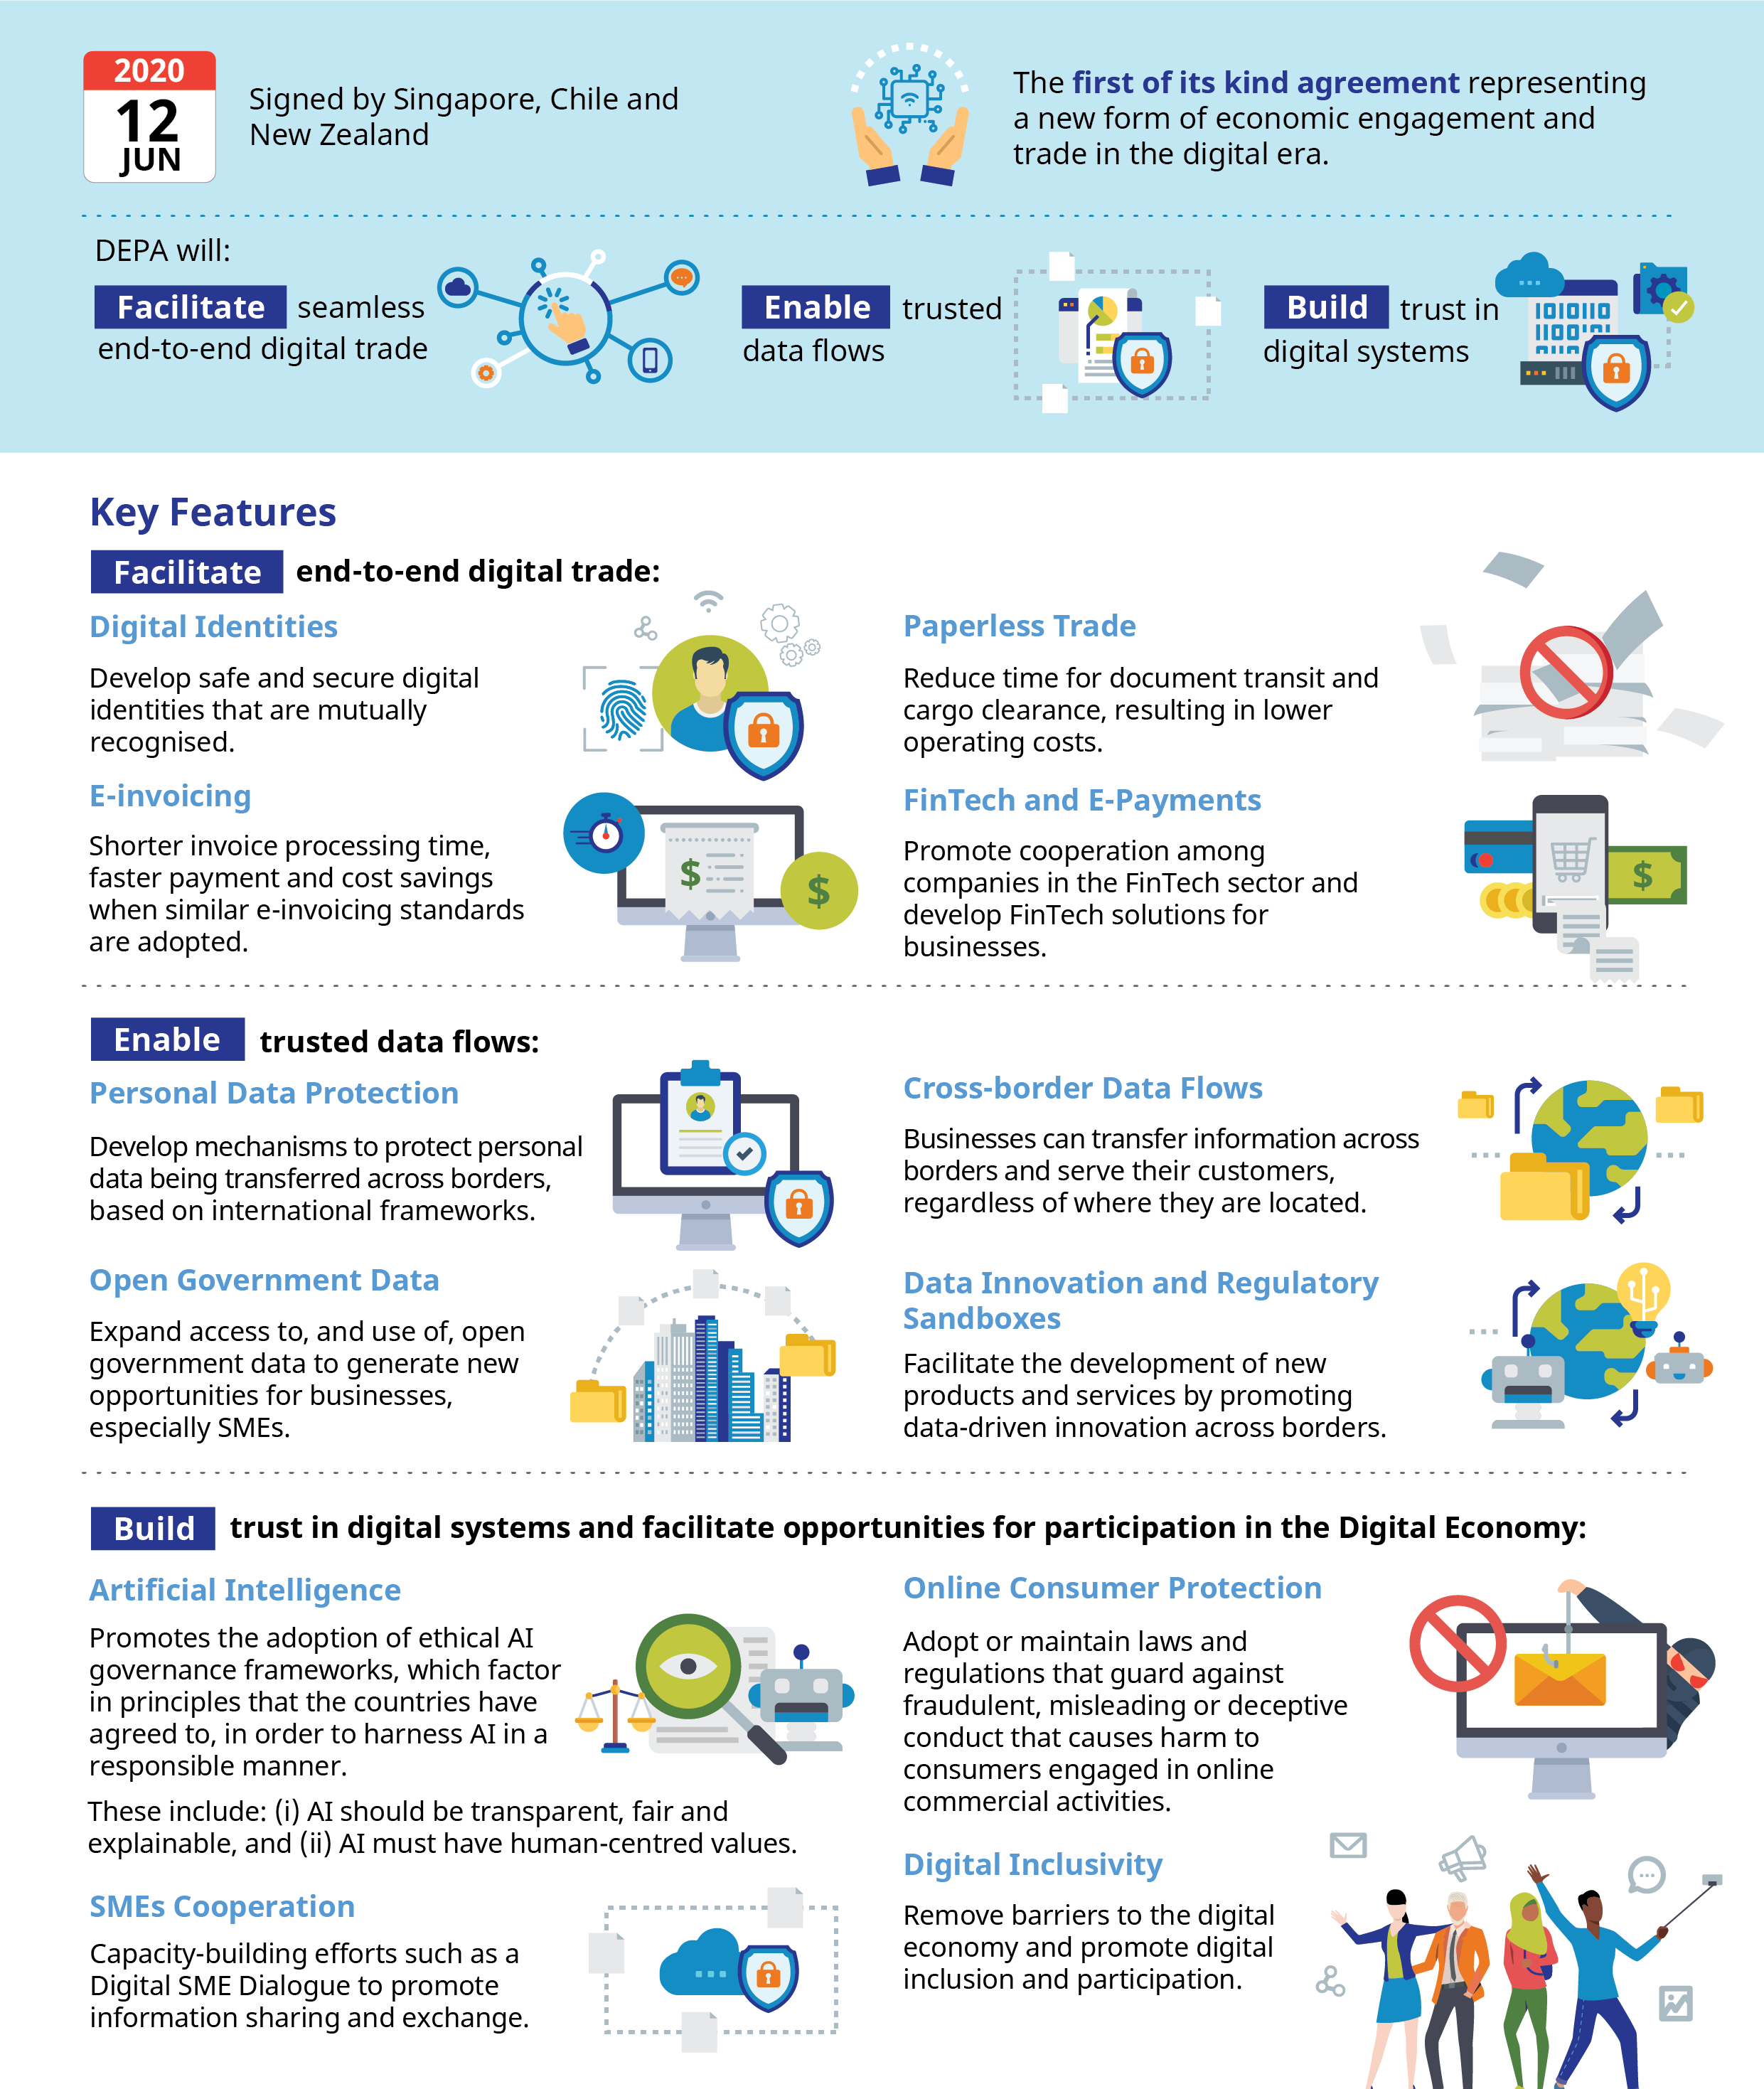 2020
12
JUN
Signed by Singapore, Chile and
New Zealand
The first of its kind agreement representing
a new form of economic engagement and
trade in the digital era.
DEPA will:
Facilitate seamless
end-to-end digital trade
Enable trusted
data flows
Build trust in
digital systems
Key Features
Facilitate end-to-end digital trade:
Digital Identities
Develop safe and secure digital
identities that are mutually
recognised.
Paperless Trade
Reduce time for document transit and
cargo clearance, resulting in lower
operating costs.
E-invoicing
Shorter invoice processing time,
faster payment and cost savings
when similar e-invoicing standards
are adopted.
$
$
FinTech and E-Payments
Promote cooperation among
companies in the FinTech sector and
develop FinTech solutions for
businesses.
$
Enable trusted data flows:
Personal Data Protection
Develop mechanisms to protect personal
data being transferred across borders,
based on international frameworks.
Cross-border Data Flows
Businesses can transfer information across
borders and serve their customers,
regardless of where they are located.
Open Government Data
Expand access to, and use of, open
government data to generate new
opportunities for businesses,
especially SMEs.
Data Innovation and Regulatory
Sandboxes
Facilitate the development of new
products and services by promoting
data-driven innovation across borders.
Build trust in digital systems and facilitate opportunities for participation in the Digital Economy:
Artificial Intelligence
Promotes the adoption of ethical AI
governance frameworks, which factor
in principles that the countries have
agreed to, in order to harness AI in a
responsible manner.
These include: (i) AI should be transparent, fair and
explainable, and (ii) AI must have human-centred values.
Online Consumer Protection
Adopt or maintain laws and
regulations that guard against
fraudulent, misleading or deceptive
conduct that causes harm to
consumers engaged in online
commercial activities.
SMEs Cooperation
Capacity-building efforts such as a
Digital SME Dialogue to promote
information sharing and exchange.
Digital Inclusivity
Remove barriers to the digital
economy and promote digital
inclusion and participation.